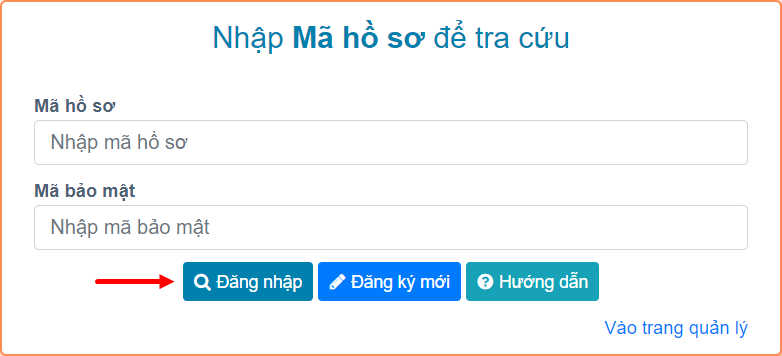 Nhập Mã hồ sơ để tra cứu
Mã hồ sơ
Nhập mã hồ sơ
Mã bảo mật
Nhập mã bảo mật
Đăng nhập Đăng ký mới Hướng dẫn
Vào trang quản lý